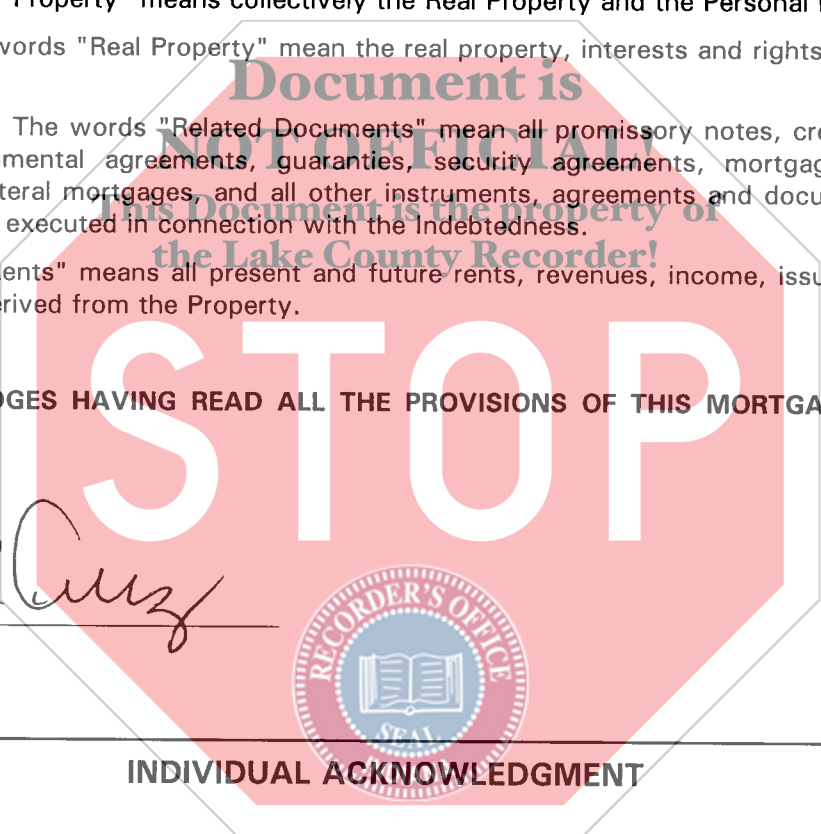 Property" means collectively the Real Property and the Personal
words "Real Property" mean the real property, interests and rights
Document is
The words "Related Documents" mean all promissory notes, cre
NOT OFFICIAL!
nmental agreements, guaranties, security agreements, mortgag
teral mortgages, and all other instruments, agreements and docu
This Document is the property of
executed in connection with the Indebtedness.
the Lake County Recorder!
ents" means all present and future rents, revenues, income, issu
erived from the Property.
STOP
DGES HAVING READ ALL THE PROVISIONS OF THIS MORTGA
RECORDER'S OFFICE
SEAL
INDIVIDUAL ACKNOWLEDGMENT